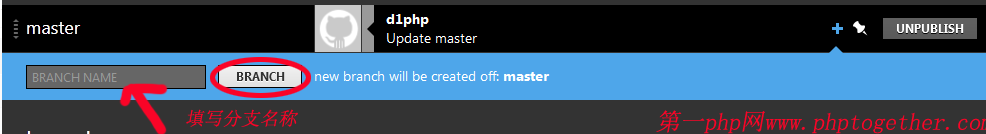 master
d1php
Update master
UNPUBLISH
BRANCH NAME
BRANCH
new branch will be created off: master
填写分支名称
第一php网www.phptogether.com